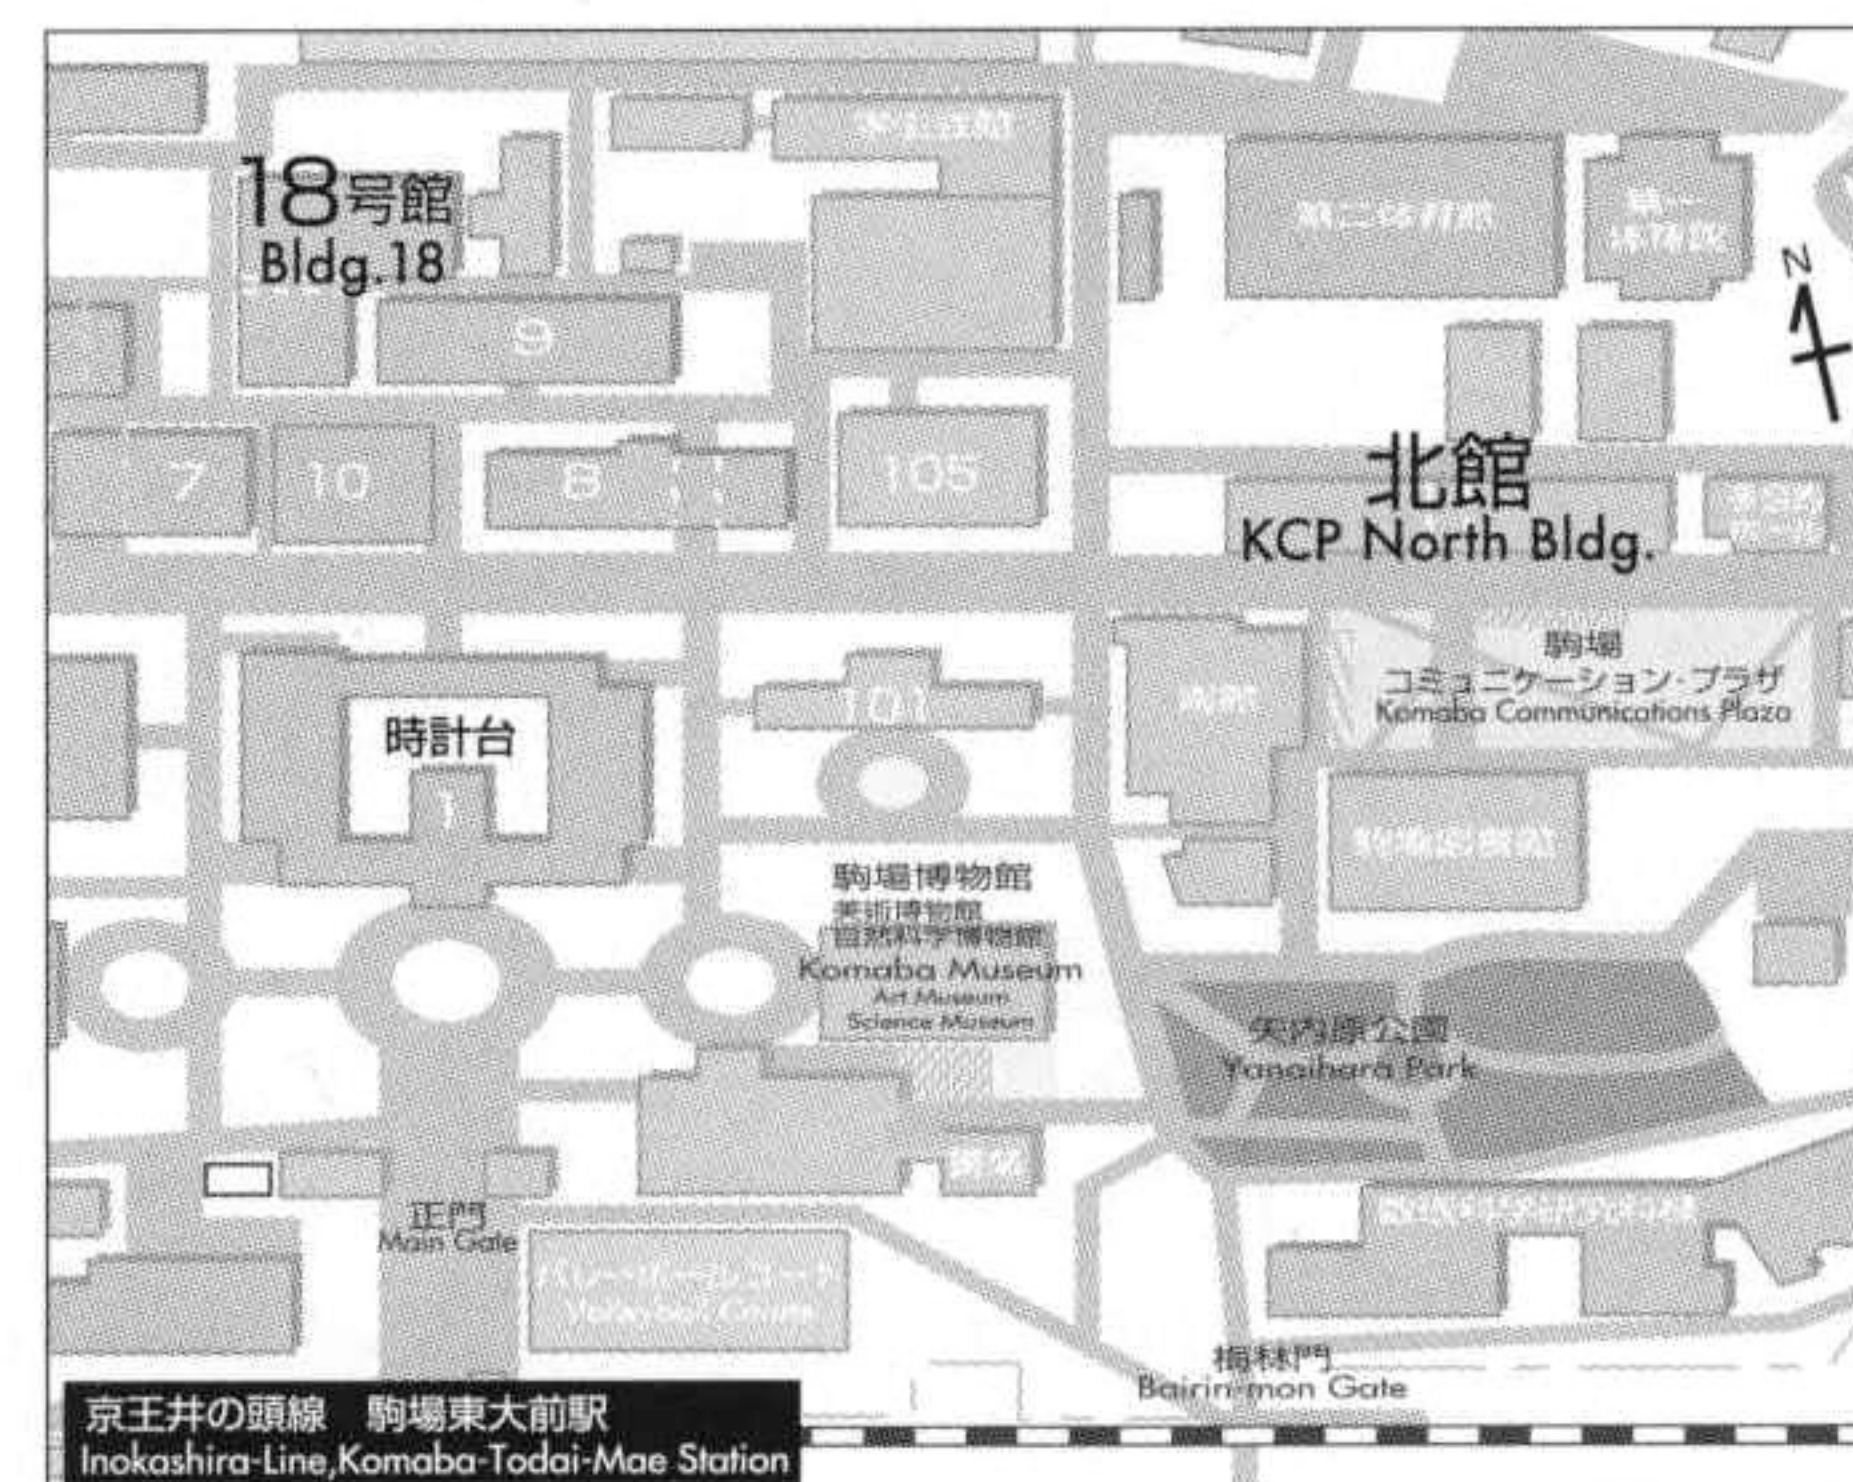 18号館
Bldg.18
9
7
10
8
105
北館
KCP North Bldg.
駒場
コミュニケーション・プラザ
Komaba Communications Plaza
101
時計台
1
駒場博物館
美術博物館
自然科学博物館
Komaba Museum
Art Museum
Science Museum
矢内原公園
Yanaihara Park
正門
Main Gate
梅林門
Bairin-mon Gate
N
京王井の頭線 駒場東大前駅
Inokashira-Line,Komaba-Todai-Mae Station